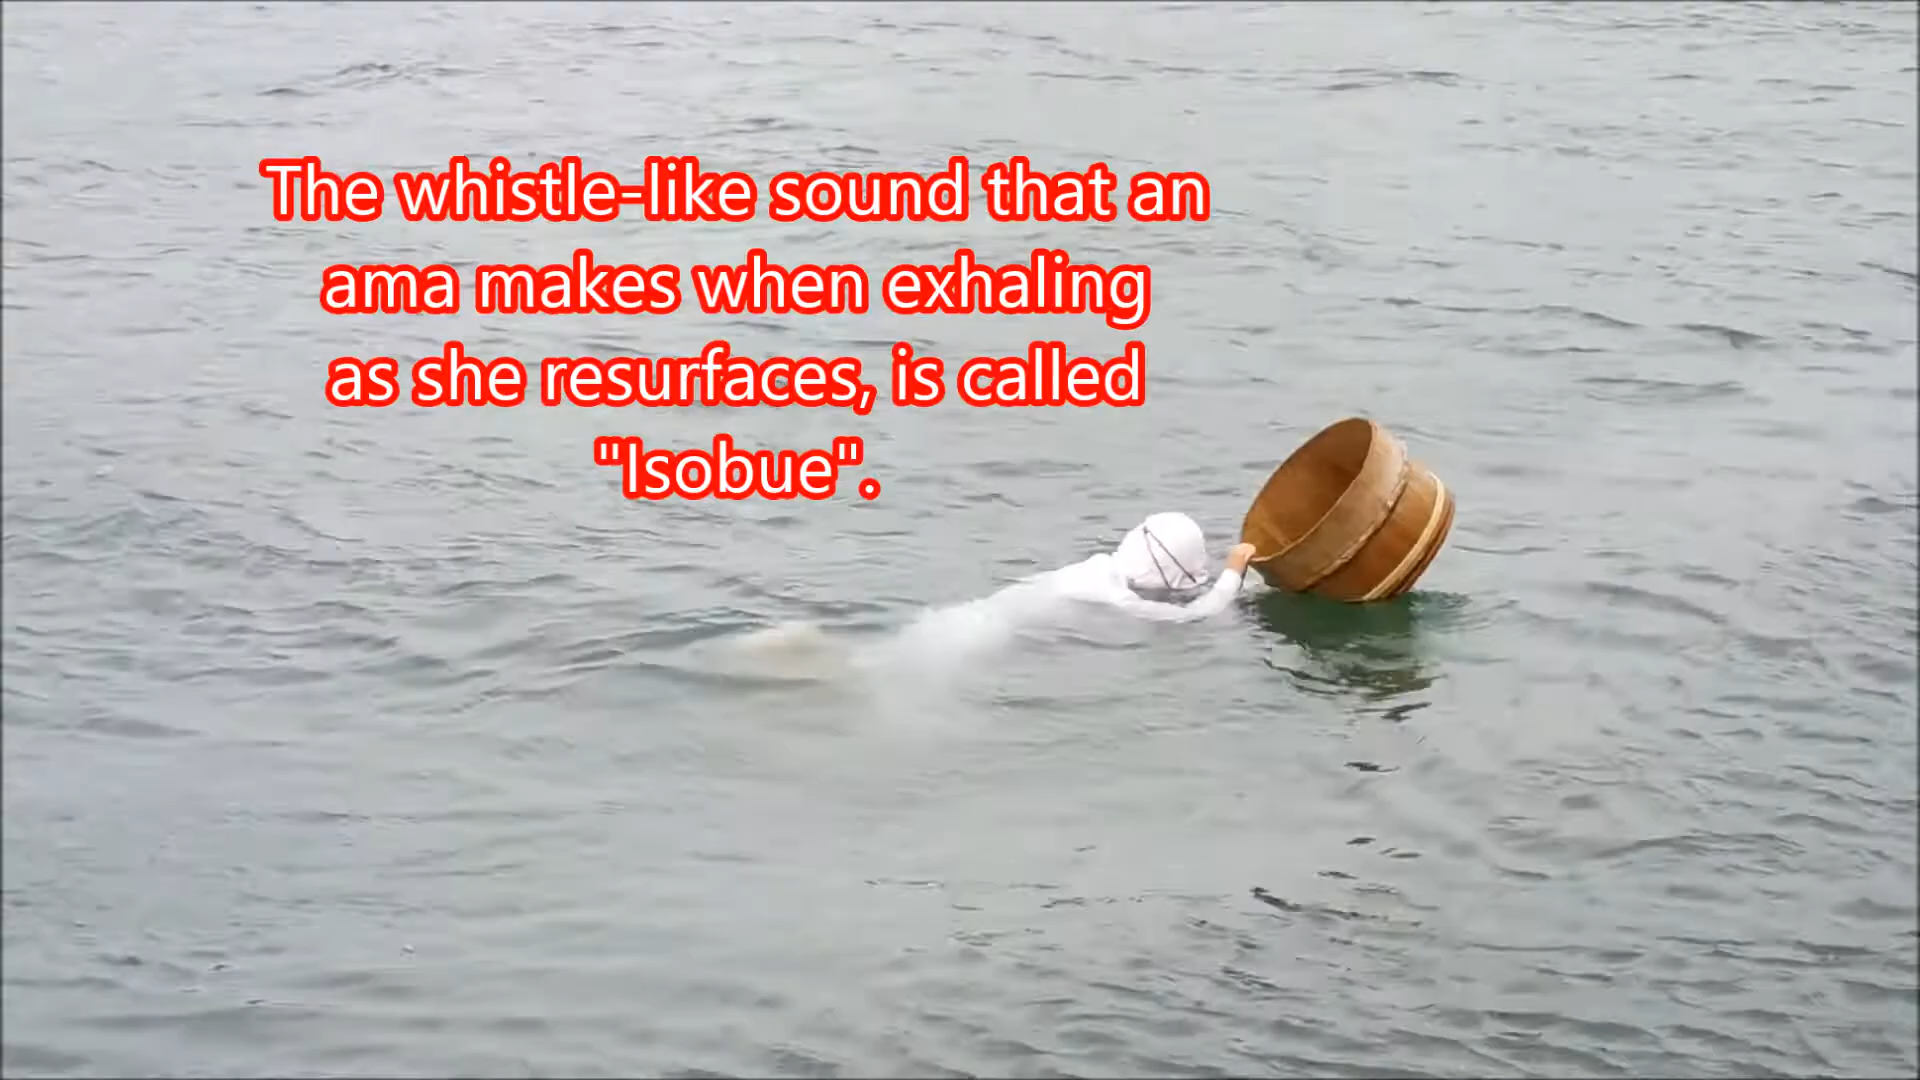 The whistle-like sound that an
ama makes when exhaling
as she resurfaces, is called
"Isobue".